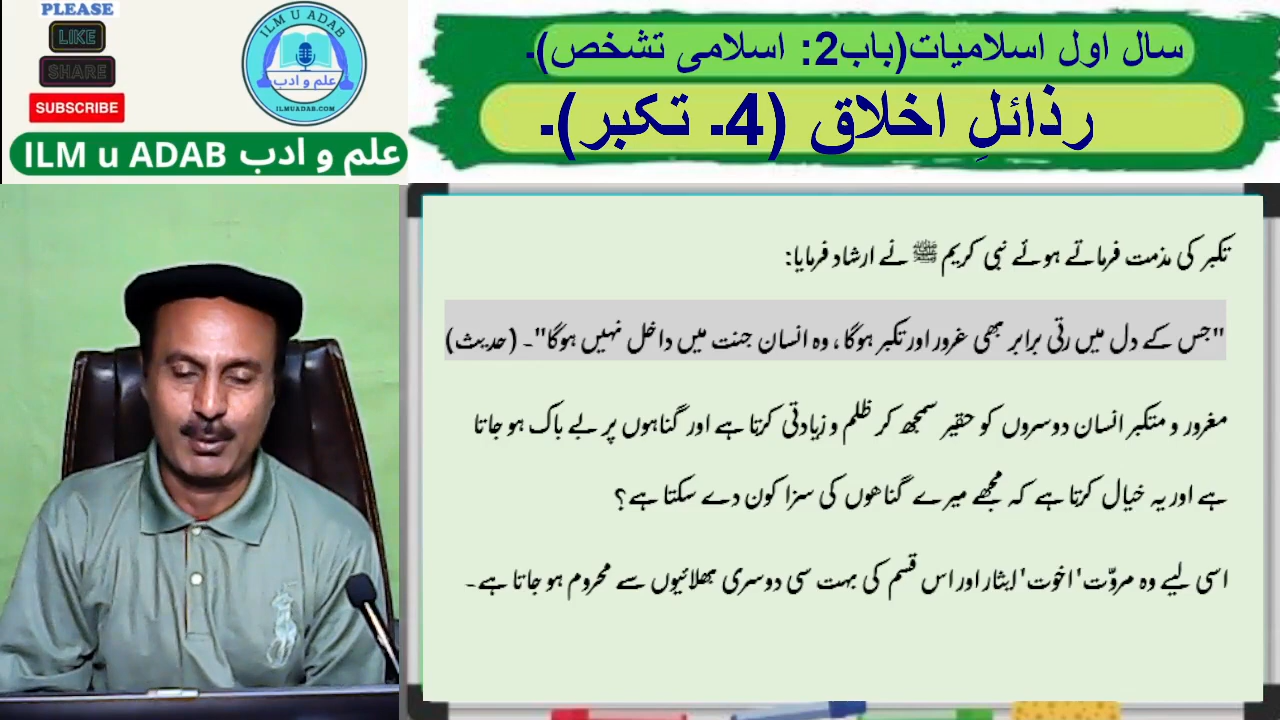 PLEASE
LIKE
SHARE
SUBSCRIBE
ILM U ADAB
علم و ادب
ILMUADAB.COM
ILM u ADAB علم و ادب
سال اول اسلامیات(باب2: اسلامی تشخص)۔
رذائلِ اخلاق (4۔ تکبر)۔
تکبر کی مذمت فرماتے ہوئے نبی کریم ﷺ نے ارشاد فرمایا:
"جس کے دل میں رتی برابر بھی غرور اور تکبر ہوگا، وہ انسان جنت میں داخل نہیں ہوگا"۔ (حدیث)
مغرور و متکبر انسان دوسروں کو حقیر سمجھ کر ظلم و زیادتی کرتا ہے اور گناہوں پر بے باک ہو جاتا
ہے اور یہ خیال کرتا ہے کہ مجھے میرے گناھوں کی سزا کون دے سکتا ہے؟
اسی لیے وہ مروّت' اخوت' ایثار اور اس قسم کی بہت سی دوسری بھلائیوں سے محروم ہو جاتا ہے۔